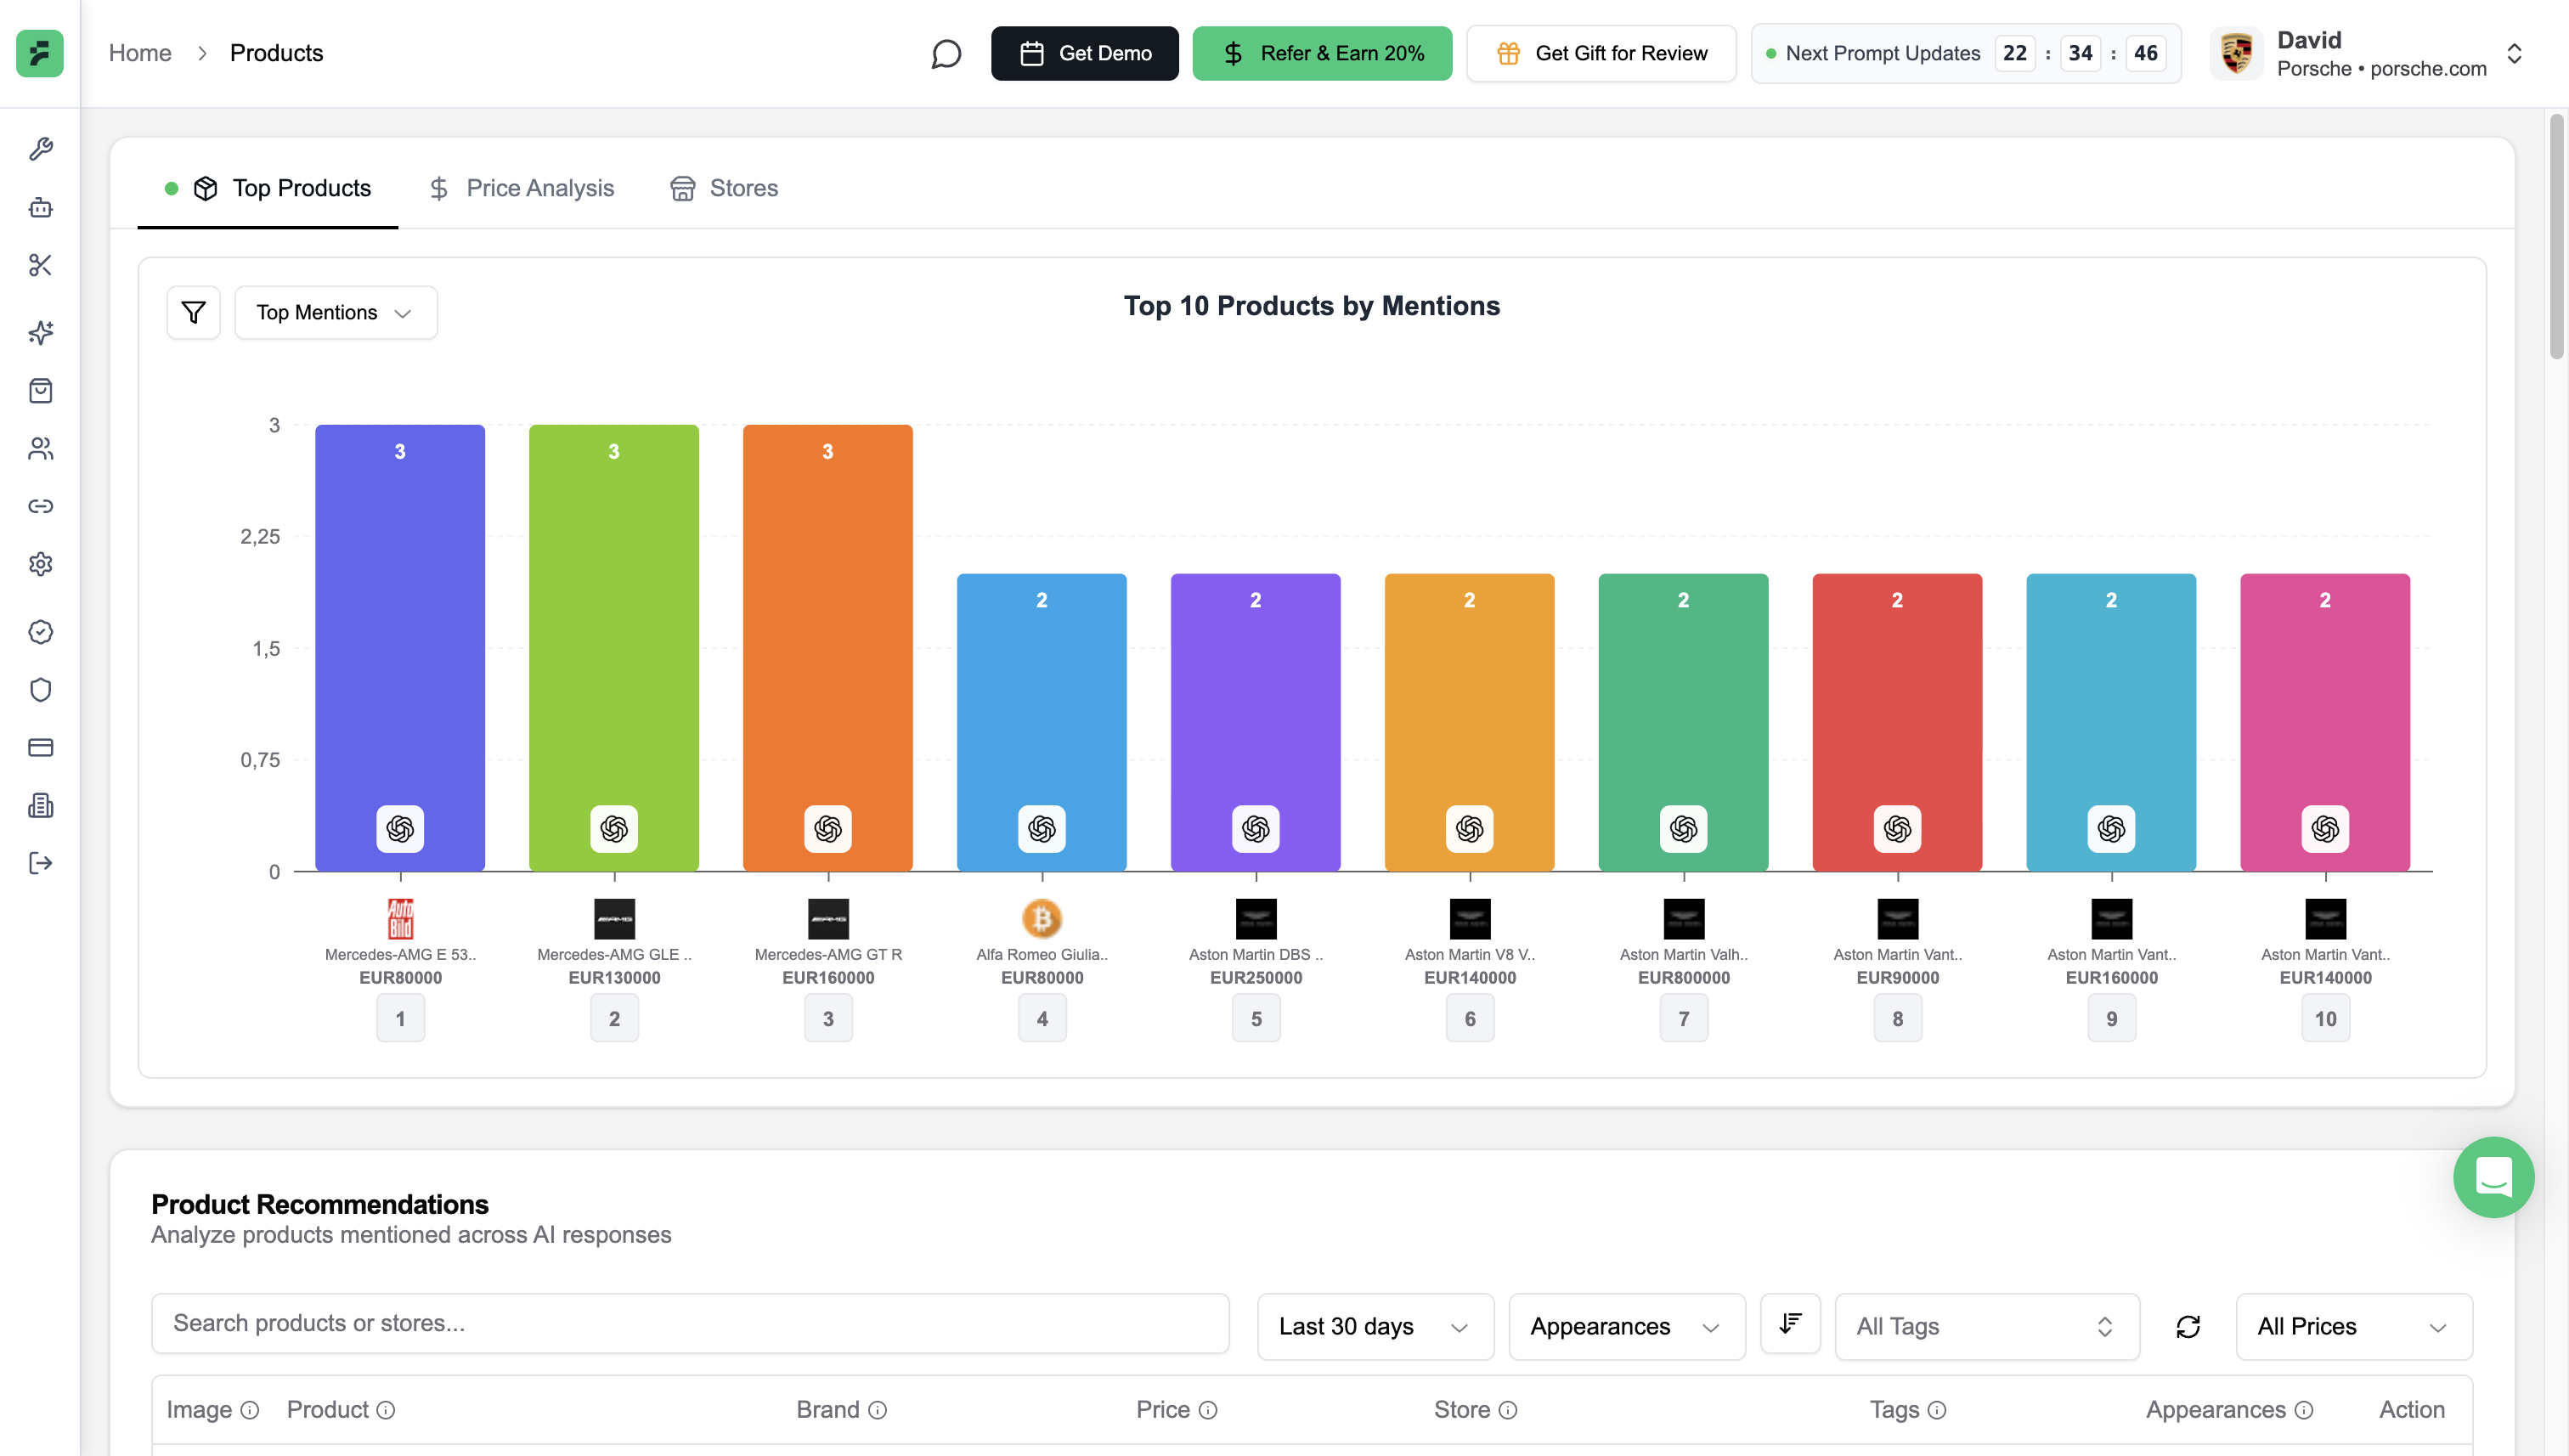 Home > Products
Get Demo
Refer & Earn 20%
Get Gift for Review
Next Prompt Updates 22 : 34 : 46
David
Porsche • porsche.com
Top Products
Price Analysis
Stores
Top Mentions
Top 10 Products by Mentions
3
2,25
1,5
0,75
0
3
3
3
2
2
2
2
2
2
2
Auto Bild
AMG
AMG
Mercedes-AMG E 53..
EUR80000
1
Mercedes-AMG GLE ..
EUR130000
2
Mercedes-AMG GT R
EUR160000
3
Alfa Romeo Giulia..
EUR80000
4
Aston Martin DBS ..
EUR250000
5
Aston Martin V8 V..
EUR140000
6
Aston Martin Valh..
EUR800000
7
Aston Martin Vant..
EUR90000
8
Aston Martin Vant..
EUR160000
9
Aston Martin Vant..
EUR140000
10
Product Recommendations
Analyze products mentioned across AI responses
Search products or stores...
Last 30 days
Appearances
All Tags
All Prices
Image
Product
Brand
Price
Store
Tags
Appearances
Action